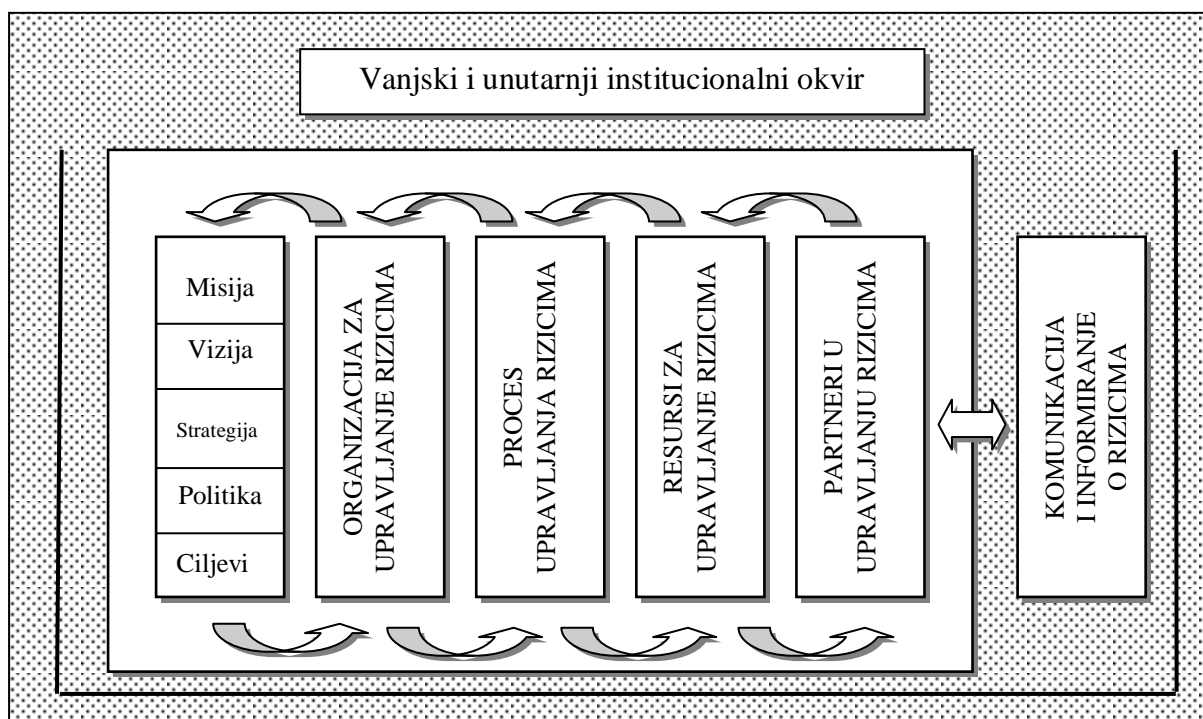 Vanjski i unutarnji institucionalni okvir
Misija
Vizija
Strategija
Politika
Ciljevi
ORGANIZACIJA ZA
UPRAVLJANJE RIZICIMA
PROCES
UPRAVLJANJA RIZICIMA
RESURSI ZA
UPRAVLJANJE RIZICIMA
PARTNERI U
UPRAVLJANJU RIZICIMA
KOMUNIKACIJA
I INFORMIRANJE
O RIZICIMA